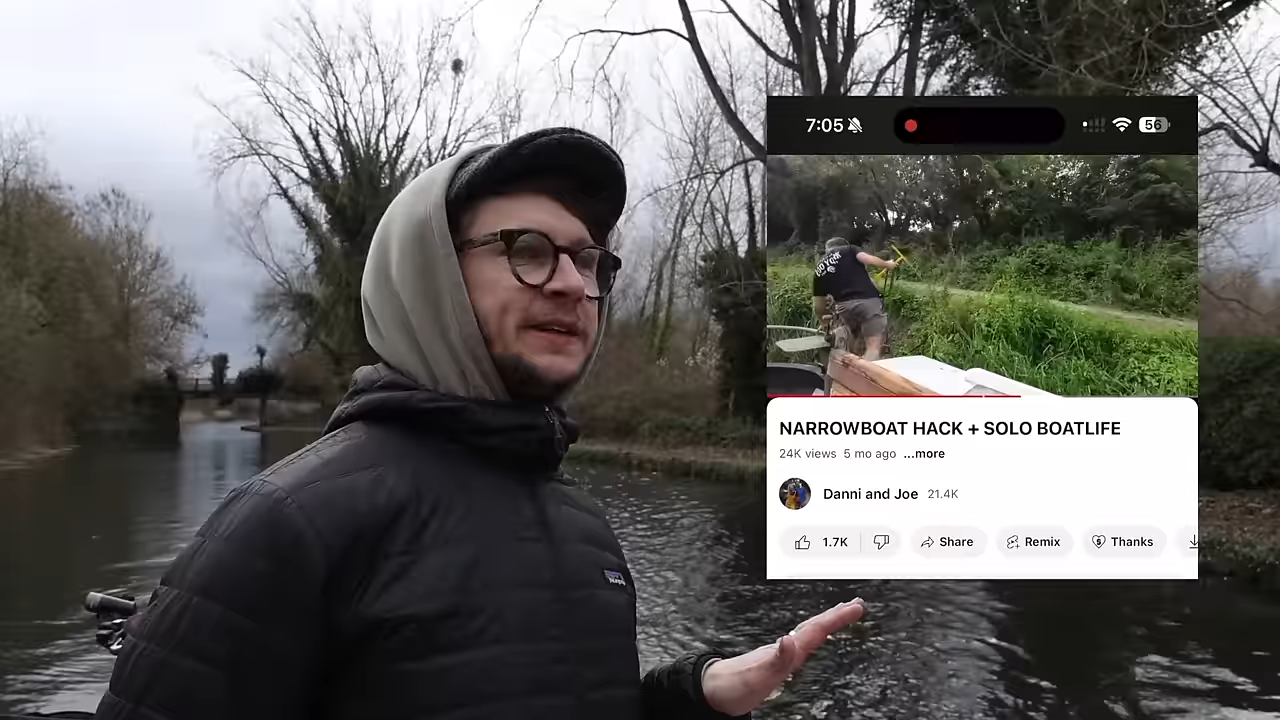 7:05
56
NARROWBOAT HACK + SOLO BOATLIFE
24K views 5 mo ago ...more
Danni and Joe 21.4K
1.7K Share Remix Thanks